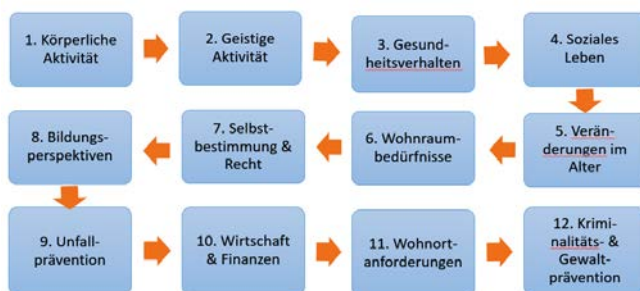 1. Körperliche
Aktivität
2. Geistige
Aktivität
3. Gesund-
heitsverhalten
4. Soziales
Leben
5. Verän-
derungen im
Alter
6. Wohnraum-
bedürfnisse
7. Selbst-
bestimmung &
Recht
8. Bildungs-
perspektiven
9. Unfall-
prävention
10. Wirtschaft
& Finanzen
11. Wohnort-
anforderungen
12. Krimi-
nalitäts- &
Gewalt-
prävention